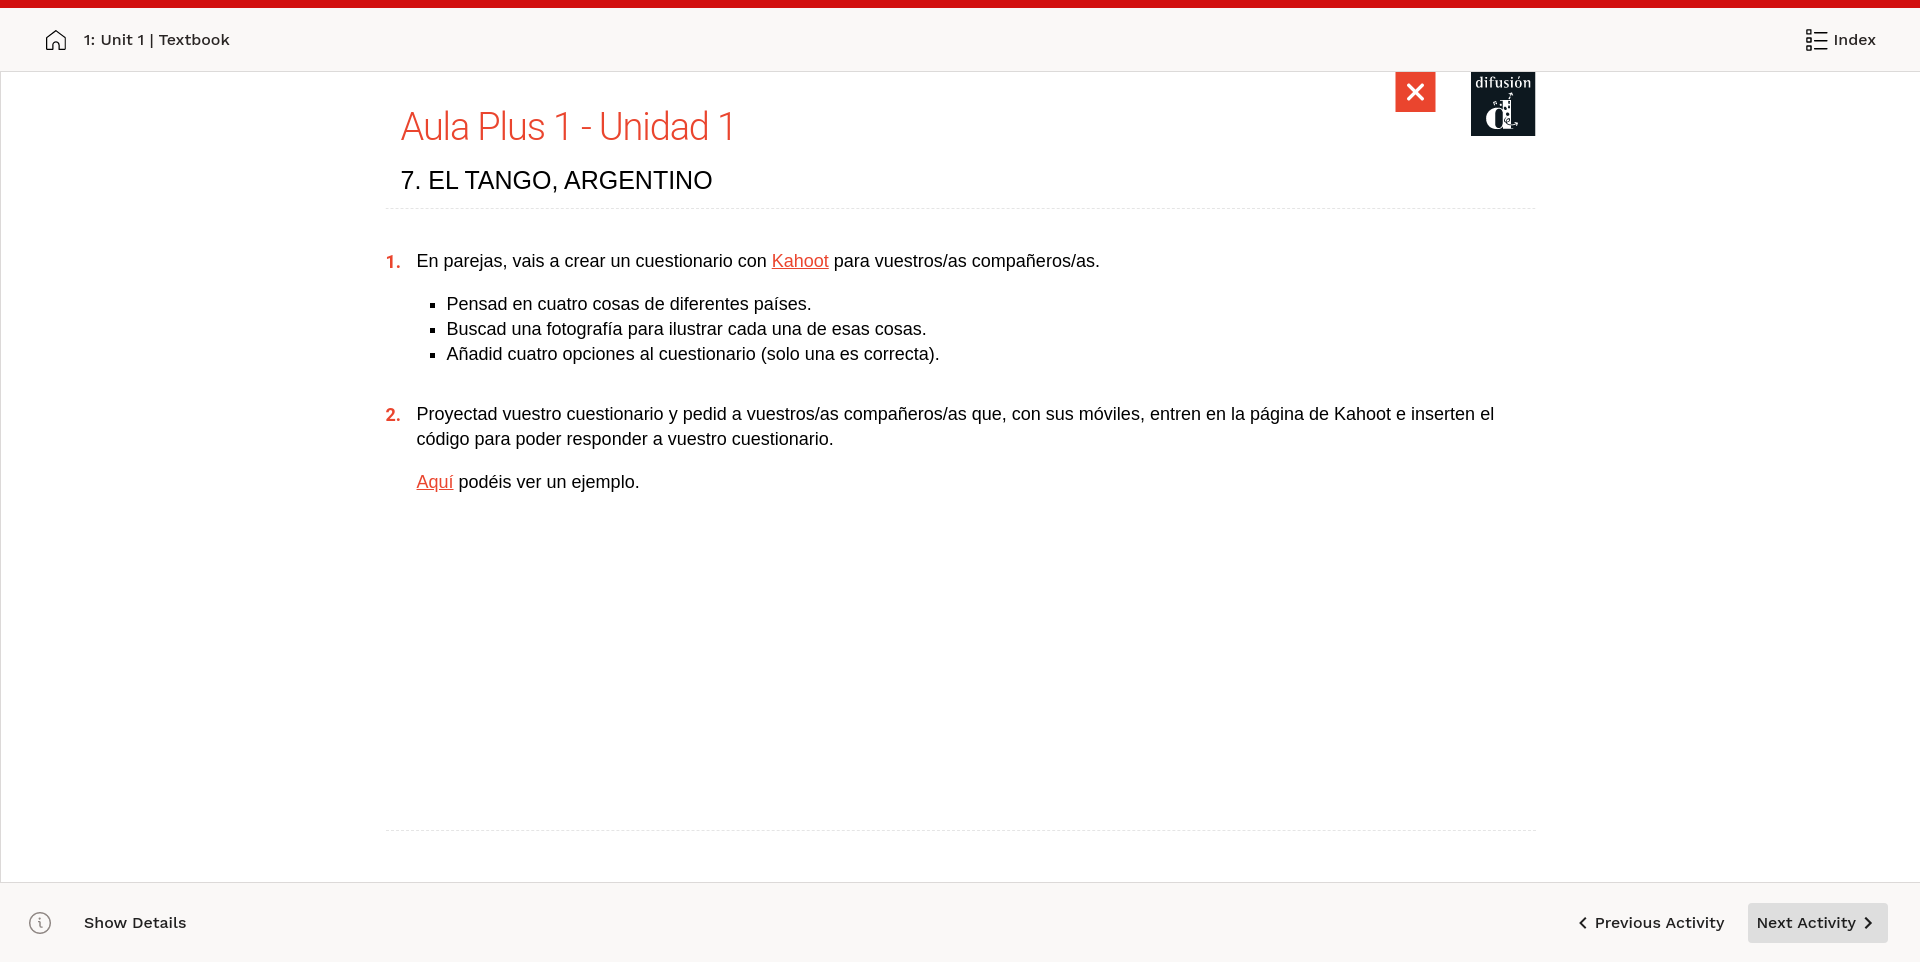 1: Unit 1 | Textbook
Index
difusión
Aula Plus 1 - Unidad 1
7. EL TANGO, ARGENTINO
1. En parejas, vais a crear un cuestionario con Kahoot para vuestros/as compañeros/as.
▪ Pensad en cuatro cosas de diferentes países.
▪ Buscad una fotografía para ilustrar cada una de esas cosas.
▪ Añadid cuatro opciones al cuestionario (solo una es correcta).
2. Proyectad vuestro cuestionario y pedid a vuestros/as compañeros/as que, con sus móviles, entren en la página de Kahoot e inserten el
código para poder responder a vuestro cuestionario.
Aquí podéis ver un ejemplo.
Show Details
Previous Activity
Next Activity